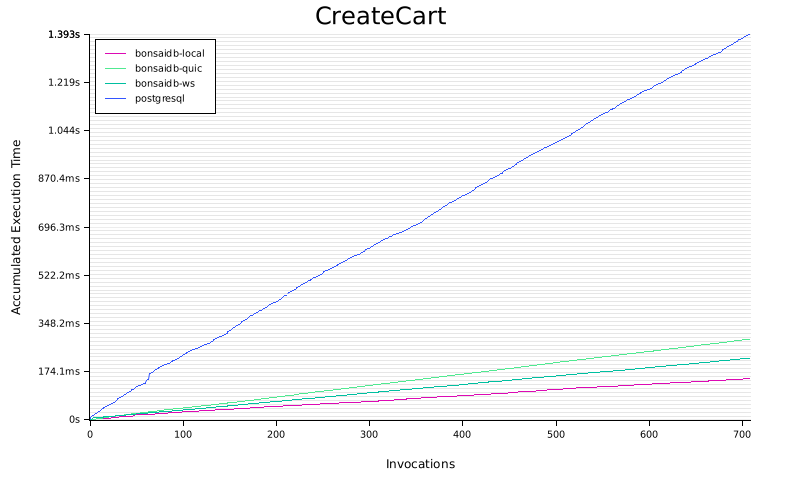 CreateCart
1.393s
bonsaidb-local
bonsaidb-quic
bonsaidb-ws
postgresql
1.219s
1.044s
870.4ms
696.3ms
522.2ms
348.2ms
174.1ms
0s
Accumulated Execution Time
0 100 200 300 400 500 600 700
Invocations